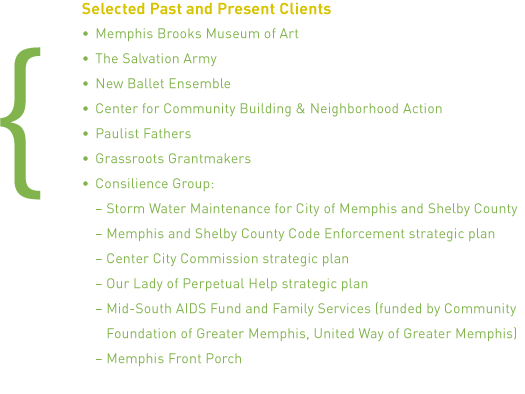 Selected Past and Present Clients
• Memphis Brooks Museum of Art
• The Salvation Army
• New Ballet Ensemble
• Center for Community Building & Neighborhood Action
• Paulist Fathers
• Grassroots Grantmakers
• Consilience Group:
– Storm Water Maintenance for City of Memphis and Shelby County
– Memphis and Shelby County Code Enforcement strategic plan
– Center City Commission strategic plan
– Our Lady of Perpetual Help strategic plan
– Mid-South AIDS Fund and Family Services (funded by Community
Foundation of Greater Memphis, United Way of Greater Memphis)
– Memphis Front Porch